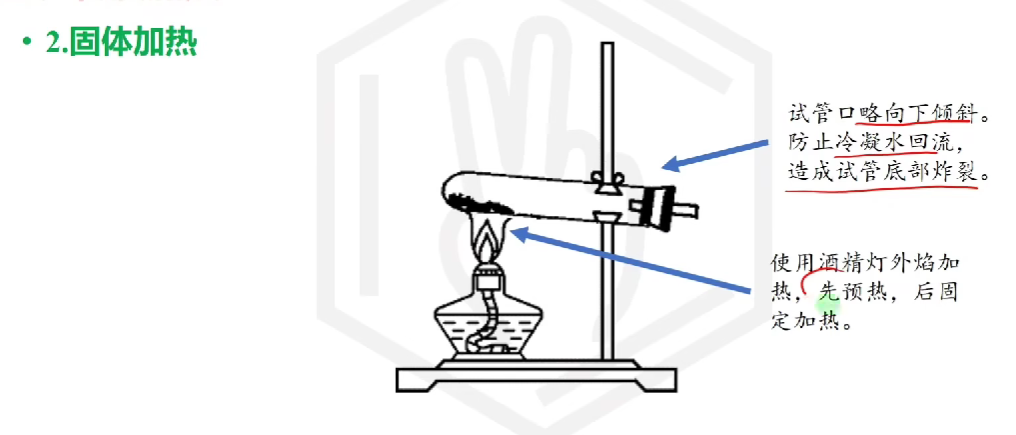 • 2.固体加热
试管口略向下倾斜。
防止冷凝水回流，
造成试管底部炸裂。
使用酒精灯外焰加
热，先预热，后固
定加热。